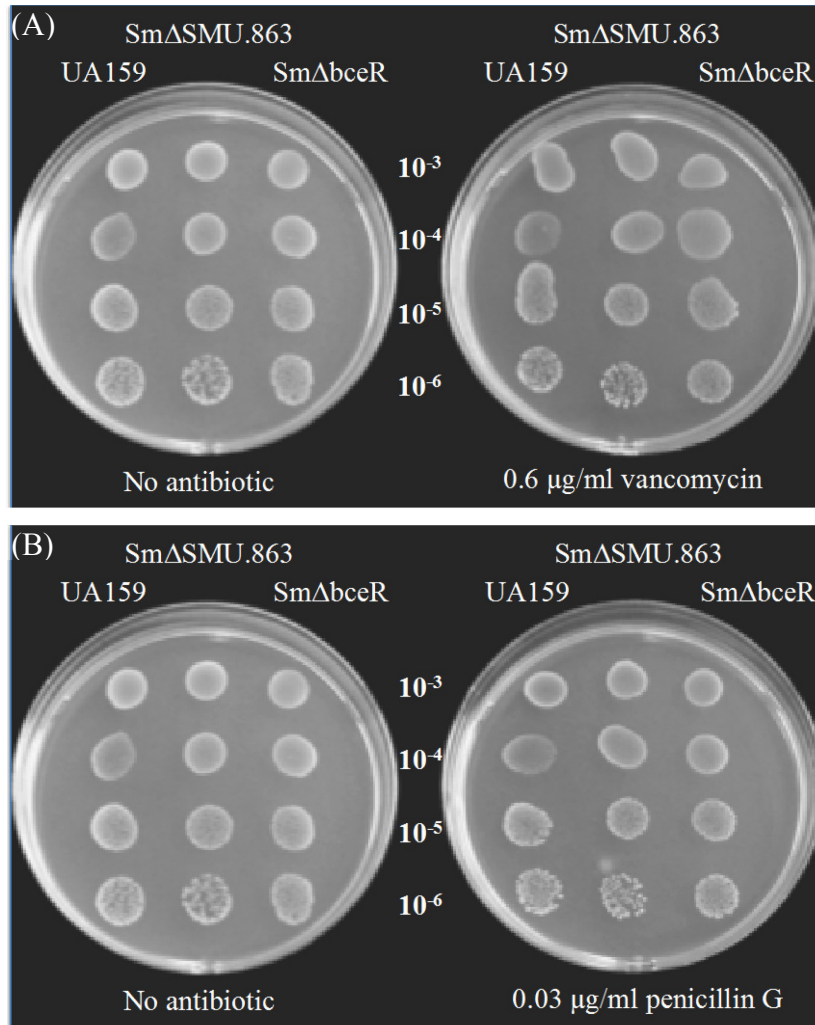 (A)
SmΔSMU.863 SmΔSMU.863
UA159 SmΔbceR UA159 SmΔbceR
10⁻³
10⁻⁴
10⁻⁵
10⁻⁶
No antibiotic 0.6 µg/ml vancomycin
(B)
SmΔSMU.863 SmΔSMU.863
UA159 SmΔbceR UA159 SmΔbceR
10⁻³
10⁻⁴
10⁻⁵
10⁻⁶
No antibiotic 0.03 µg/ml penicillin G